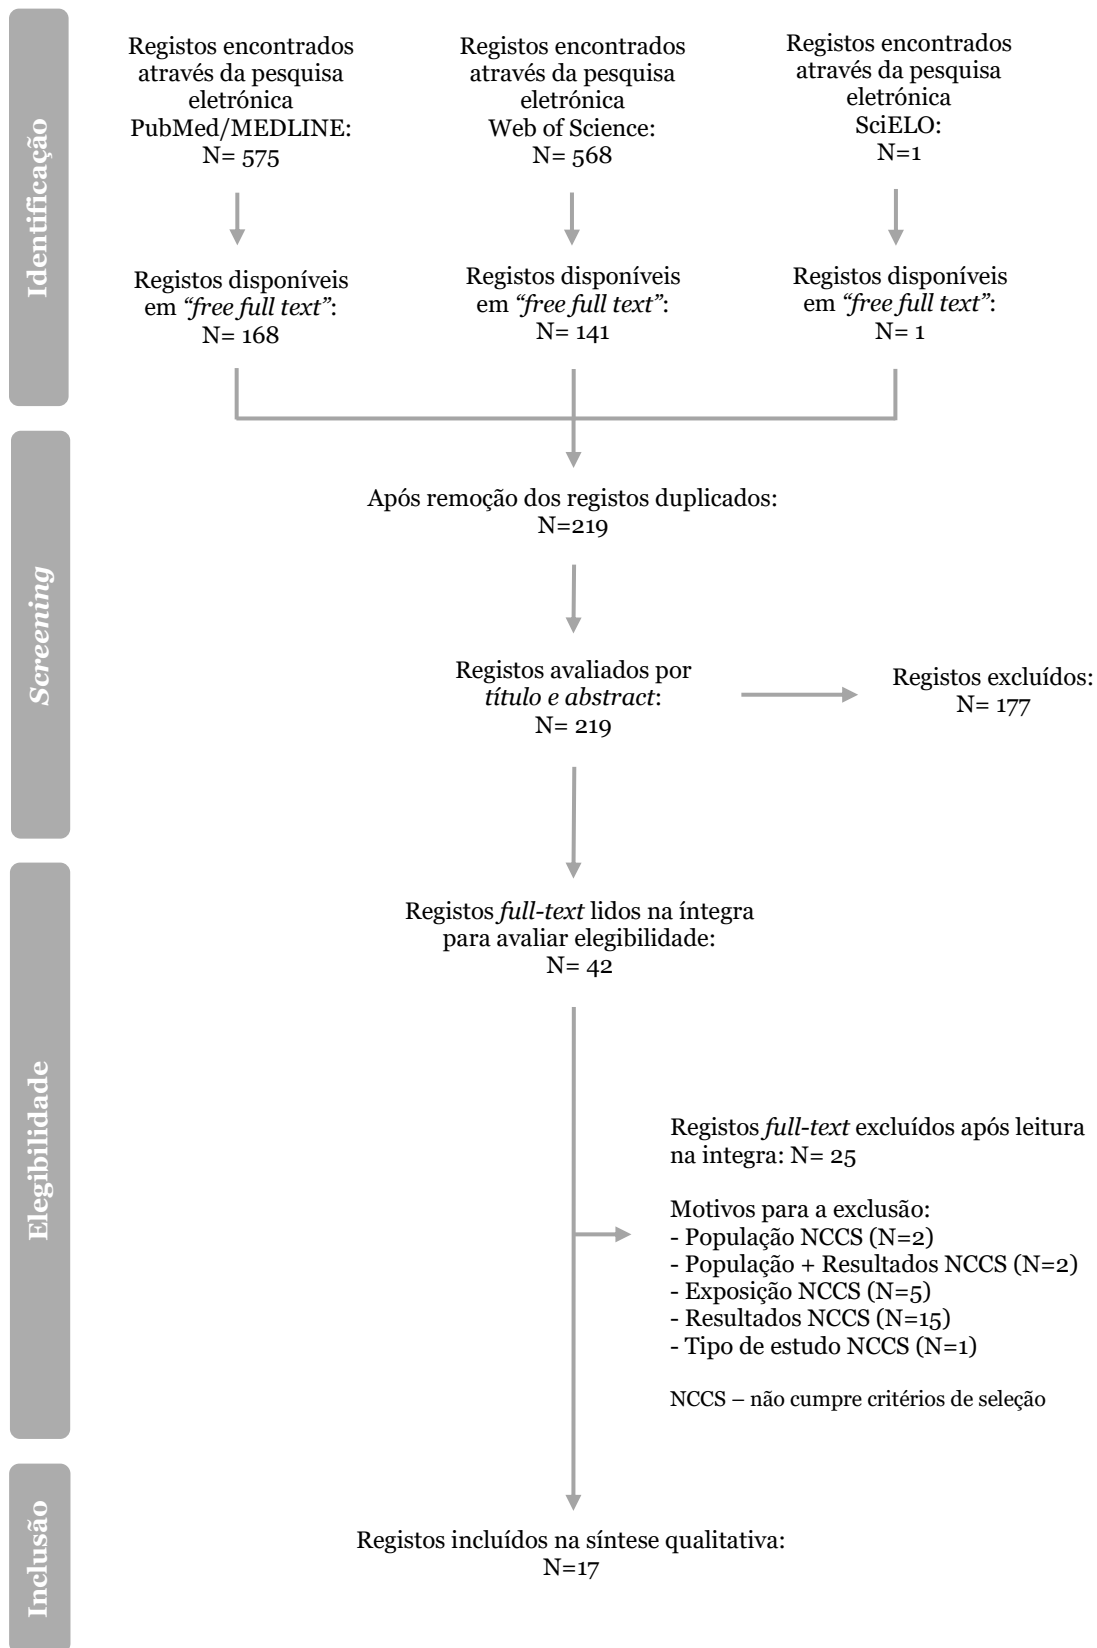 Identificação
Registos encontrados
através da pesquisa
eletrónica
PubMed/MEDLINE:
N= 575
Registos encontrados
através da pesquisa
eletrónica
Web of Science:
N= 568
Registos encontrados
através da pesquisa
eletrónica
SciELO:
N=1
Registos disponíveis
em “free full text”:
N= 168
Registos disponíveis
em “free full text”:
N= 141
Registos disponíveis
em “free full text”:
N= 1
Screening
Após remoção dos registos duplicados:
N=219
Registos avaliados por
título e abstract:
N= 219
Registos excluídos:
N= 177
Elegibilidade
Registos full-text lidos na íntegra
para avaliar elegibilidade:
N= 42
Registos full-text excluídos após leitura
na integra: N= 25
Motivos para a exclusão:
- População NCCS (N=2)
- População + Resultados NCCS (N=2)
- Exposição NCCS (N=5)
- Resultados NCCS (N=15)
- Tipo de estudo NCCS (N=1)
NCCS – não cumpre critérios de seleção
Inclusão
Registos incluídos na síntese qualitativa:
N=17